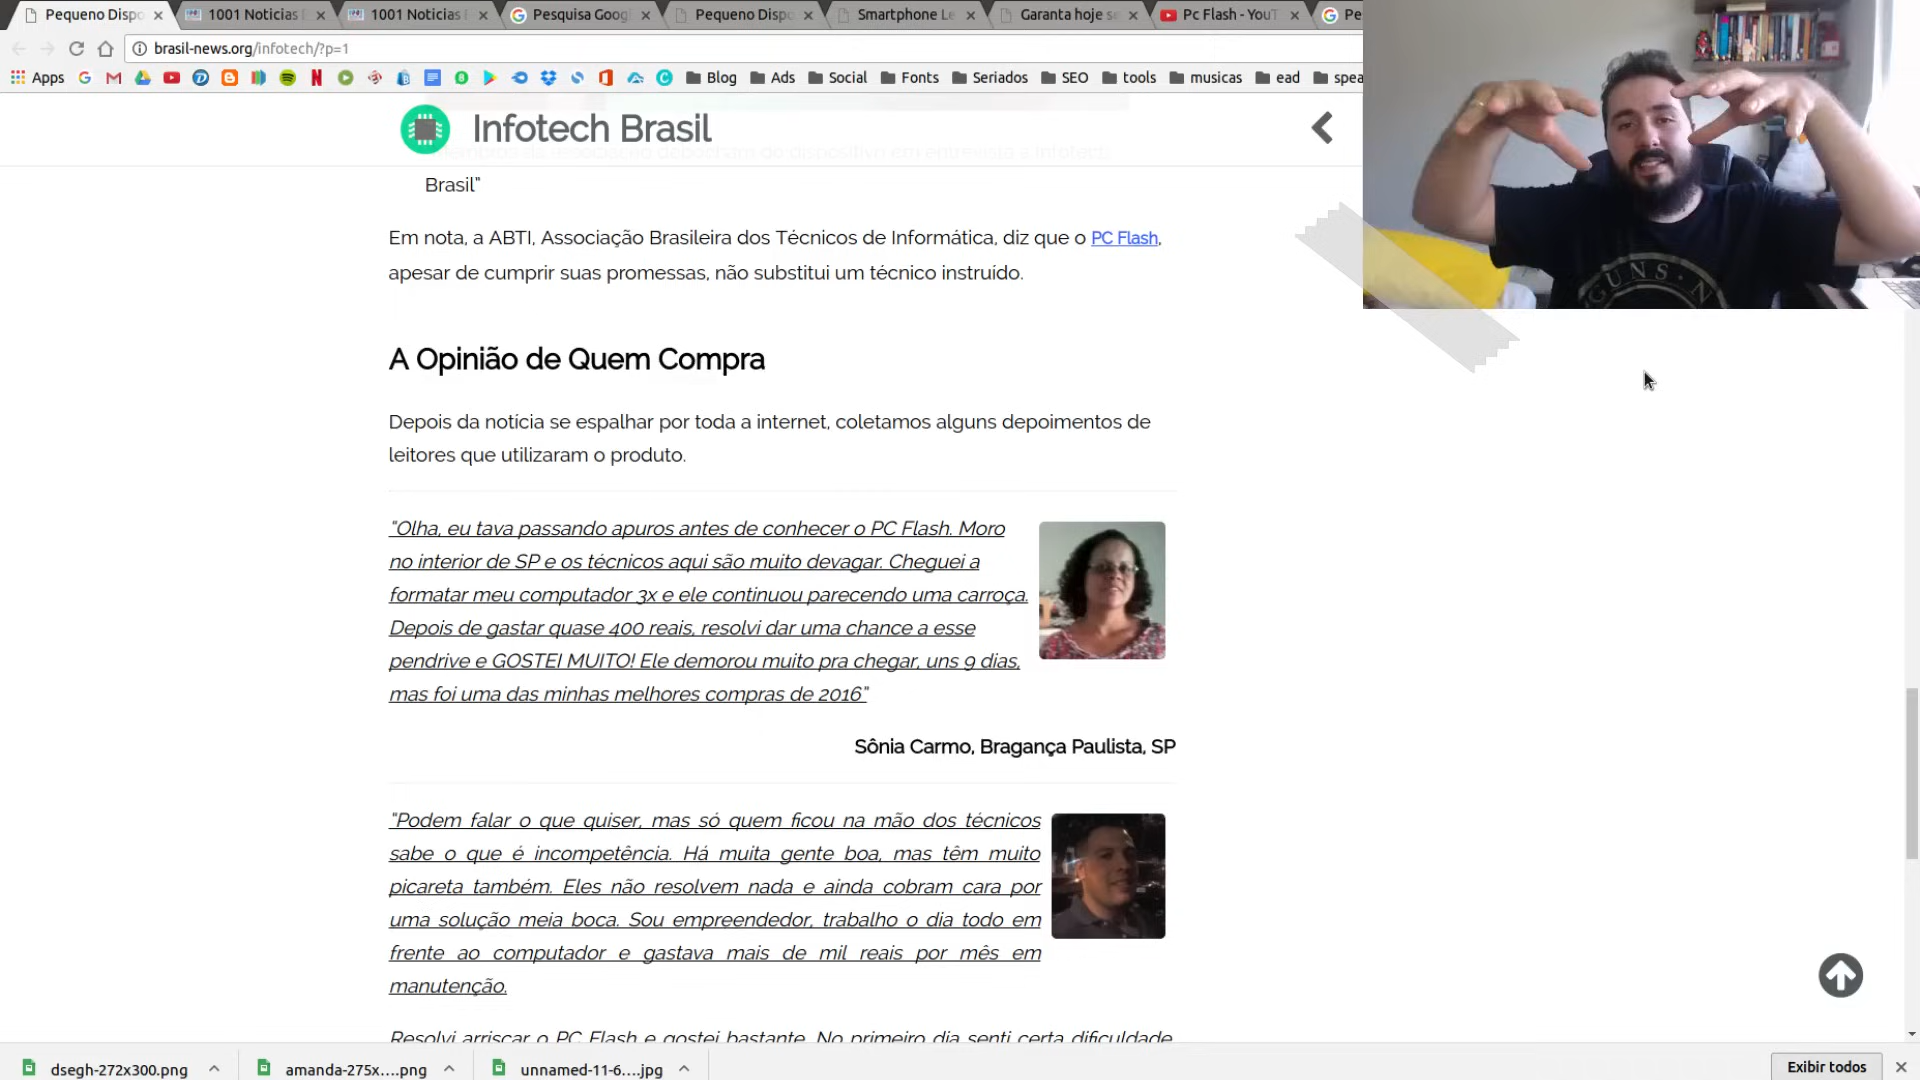 Pequeno Dispo
1001 Noticias
1001 Noticias
Pesquisa Goog
Pequeno Dispo
Smartphone Le
Garanta hoje s
Pc Flash - YouT
Pe
brasil-news.org/infotech/?p=1
Apps
Blog
Ads
Social
Fonts
Seriados
SEO
tools
musicas
ead
spea
Infotech Brasil
Brasil"
Em nota, a ABTI, Associação Brasileira dos Técnicos de Informática, diz que o PC Flash,
apesar de cumprir suas promessas, não substitui um técnico instruído.
A Opinião de Quem Compra
Depois da notícia se espalhar por toda a internet, coletamos alguns depoimentos de
leitores que utilizaram o produto.
"Olha, eu tava passando apuros antes de conhecer o PC Flash. Moro
no interior de SP e os técnicos aqui são muito devagar. Cheguei a
formatar meu computador 3x e ele continuou parecendo uma carroça.
Depois de gastar quase 400 reais, resolvi dar uma chance a esse
pendrive e GOSTEI MUITO! Ele demorou muito pra chegar, uns 9 dias,
mas foi uma das minhas melhores compras de 2016"
Sônia Carmo, Bragança Paulista, SP
"Podem falar o que quiser, mas só quem ficou na mão dos técnicos
sabe o que é incompetência. Há muita gente boa, mas têm muito
picareta também. Eles não resolvem nada e ainda cobram cara por
uma solução meia boca. Sou empreendedor, trabalho o dia todo em
frente ao computador e gastava mais de mil reais por mês em
manutenção.
Resolvi arriscar o PC Flash e gostei bastante. No primeiro dia senti certa dificuldade
GUNS N
dsegh-272x300.png
amanda-275x....png
unnamed-11-6....jpg
Exibir todos